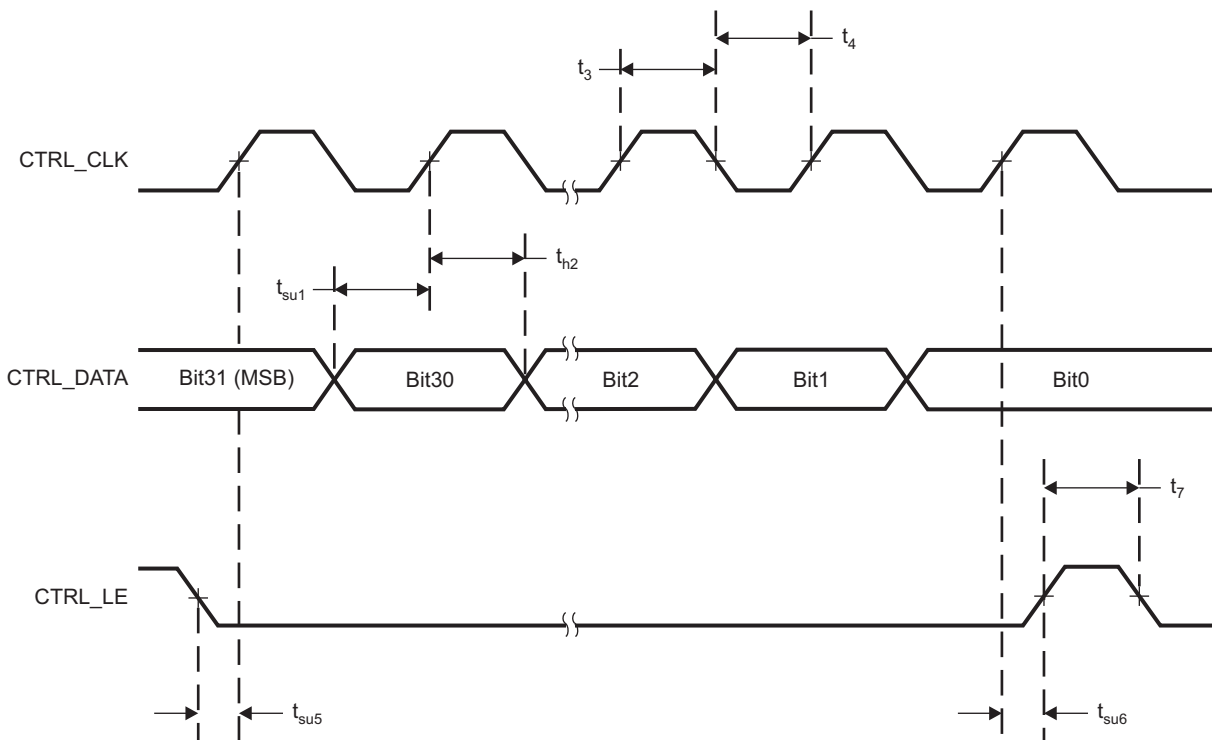 t4
t3
CTRL_CLK
th2
tsu1
CTRL_DATA
Bit31 (MSB) Bit30 Bit2 Bit1 Bit0
t7
CTRL_LE
tsu5 tsu6